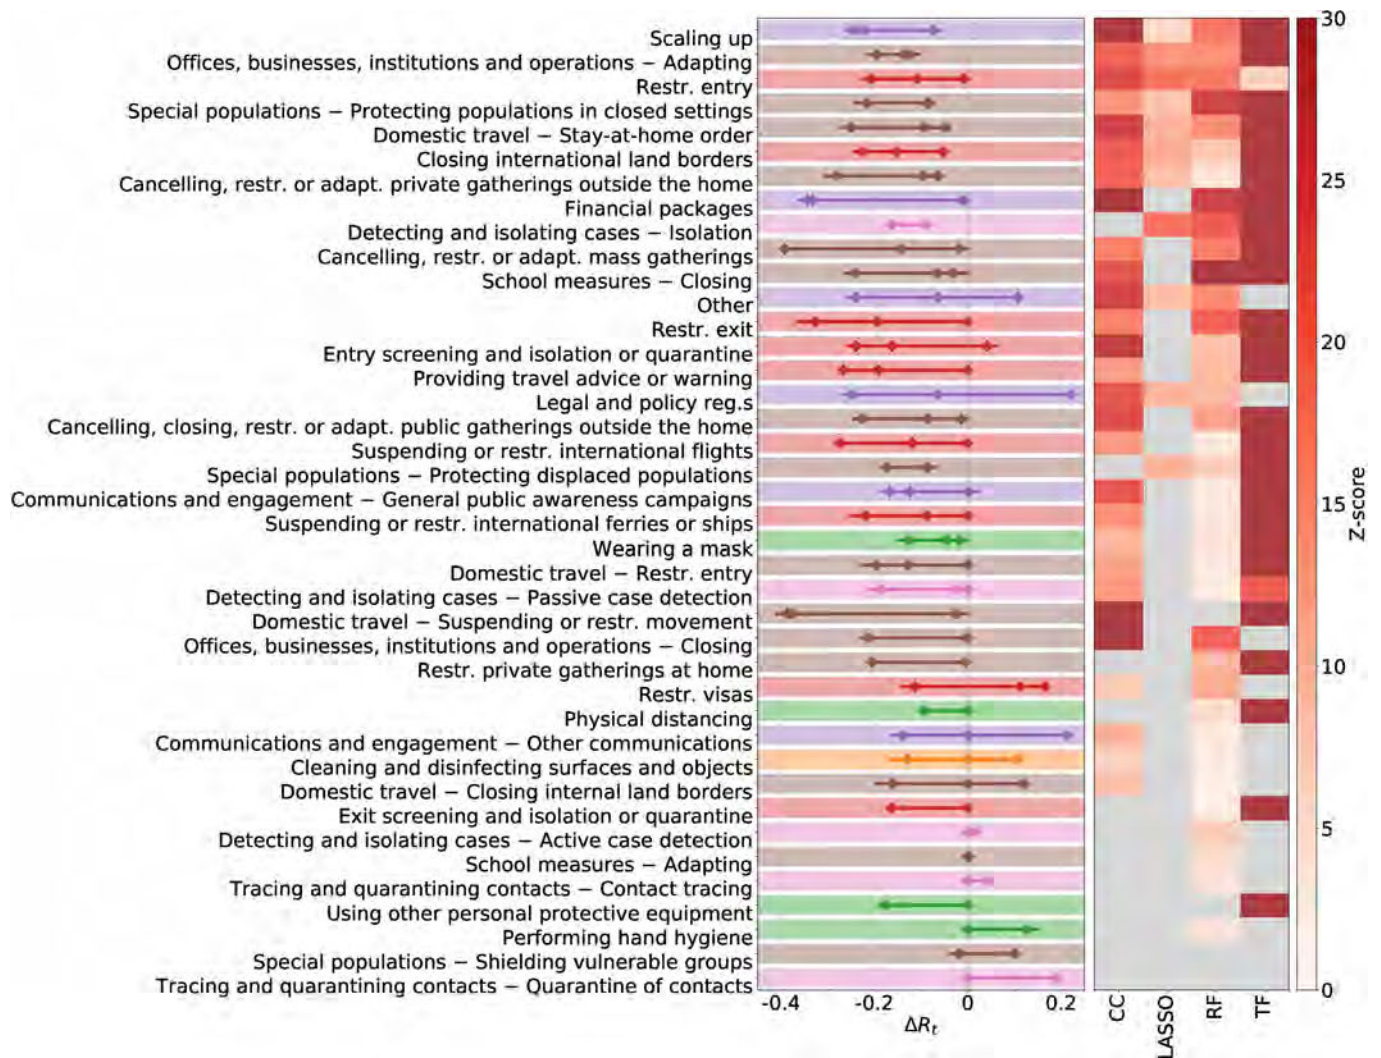 Scaling up
Offices, businesses, institutions and operations − Adapting
Restr. entry
Special populations − Protecting populations in closed settings
Domestic travel − Stay-at-home order
Closing international land borders
Cancelling, restr. or adapt. private gatherings outside the home
Financial packages
Detecting and isolating cases − Isolation
Cancelling, restr. or adapt. mass gatherings
School measures − Closing
Other
Restr. exit
Entry screening and isolation or quarantine
Providing travel advice or warning
Legal and policy reg.s
Cancelling, closing, restr. or adapt. public gatherings outside the home
Suspending or restr. international flights
Special populations − Protecting displaced populations
Communications and engagement − General public awareness campaigns
Suspending or restr. international ferries or ships
Wearing a mask
Domestic travel − Restr. entry
Detecting and isolating cases − Passive case detection
Domestic travel − Suspending or restr. movement
Offices, businesses, institutions and operations − Closing
Restr. private gatherings at home
Restr. visas
Physical distancing
Communications and engagement − Other communications
Cleaning and disinfecting surfaces and objects
Domestic travel − Closing internal land borders
Exit screening and isolation or quarantine
Detecting and isolating cases − Active case detection
School measures − Adapting
Tracing and quarantining contacts − Contact tracing
Using other personal protective equipment
Performing hand hygiene
Special populations − Shielding vulnerable groups
Tracing and quarantining contacts − Quarantine of contacts
-0.4 -0.2 0 0.2
ΔRt
CC LASSO RF TF
30
25
20
15
10
5
0
Z-score